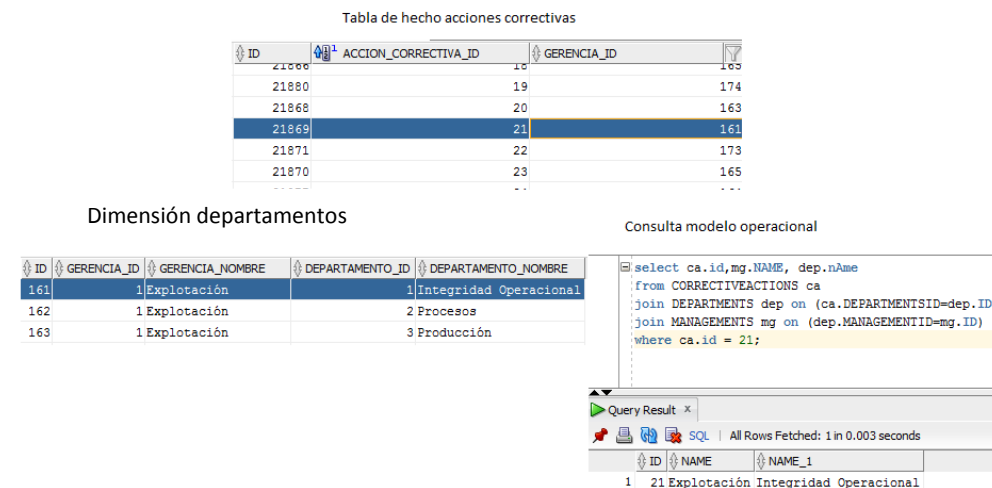 Tabla de hecho acciones correctivas
ID 1 ACCION_CORRECTIVA_ID GERENCIA_ID
21866 18 165
21880 19 174
21868 20 163
21869 21 161
21871 22 173
21870 23 165
Dimensión departamentos
ID GERENCIA_ID GERENCIA_NOMBRE DEPARTAMENTO_ID DEPARTAMENTO_NOMBRE
161 1 Explotación 1 Integridad Operacional
162 1 Explotación 2 Procesos
163 1 Explotación 3 Producción
Consulta modelo operacional
select ca.id,mg.NAME, dep.nAme
from CORRECTIVEACTIONS ca
join DEPARTMENTS dep on (ca.DEPARTMENTSID=dep.ID
join MANAGEMENTS mg on (dep.MANAGEMENTID=mg.ID)
where ca.id = 21;
Query Result x
SQL | All Rows Fetched: 1 in 0.003 seconds
ID NAME NAME_1
1 21 Explotación Integridad Operacional